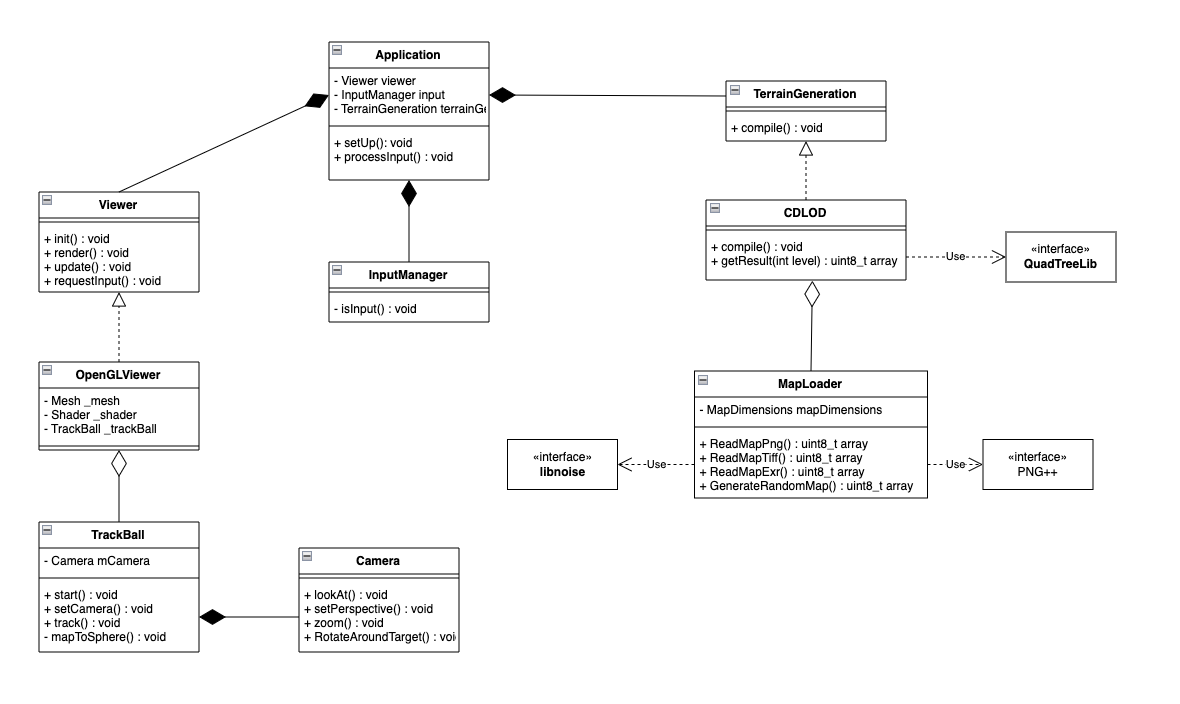 Application
- Viewer viewer
- InputManager input
- TerrainGeneration terrainGe
+ setUp(): void
+ processInput() : void
TerrainGeneration
+ compile() : void
Viewer
+ init() : void
+ render() : void
+ update() : void
+ requestInput() : void
InputManager
- isInput() : void
CDLOD
+ compile() : void
+ getResult(int level) : uint8_t array
Use
«interface»
QuadTreeLib
OpenGLViewer
- Mesh _mesh
- Shader _shader
- TrackBall _trackBall
MapLoader
- MapDimensions mapDimensions
+ ReadMapPng() : uint8_t array
+ ReadMapTiff() : uint8_t array
+ ReadMapExr() : uint8_t array
+ GenerateRandomMap() : uint8_t array
«interface»
libnoise
Use
Use
«interface»
PNG++
TrackBall
- Camera mCamera
+ start() : void
+ setCamera() : void
+ track() : void
- mapToSphere() : void
Camera
+ lookAt() : void
+ setPerspective() : void
+ zoom() : void
+ RotateAroundTarget() : voi